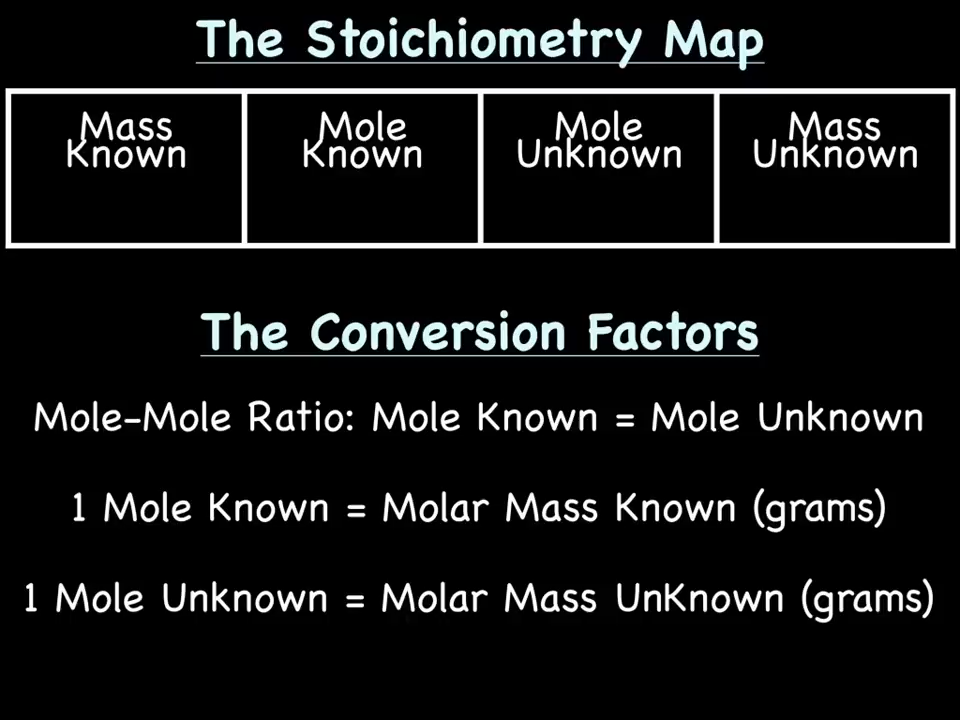 The Stoichiometry Map
Mass Known
Mole Known
Mole Unknown
Mass Unknown
The Conversion Factors
Mole-Mole Ratio: Mole Known = Mole Unknown
1 Mole Known = Molar Mass Known (grams)
1 Mole Unknown = Molar Mass UnKnown (grams)